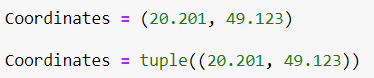 Coordinates = (20.201, 49.123)
Coordinates = tuple((20.201, 49.123))